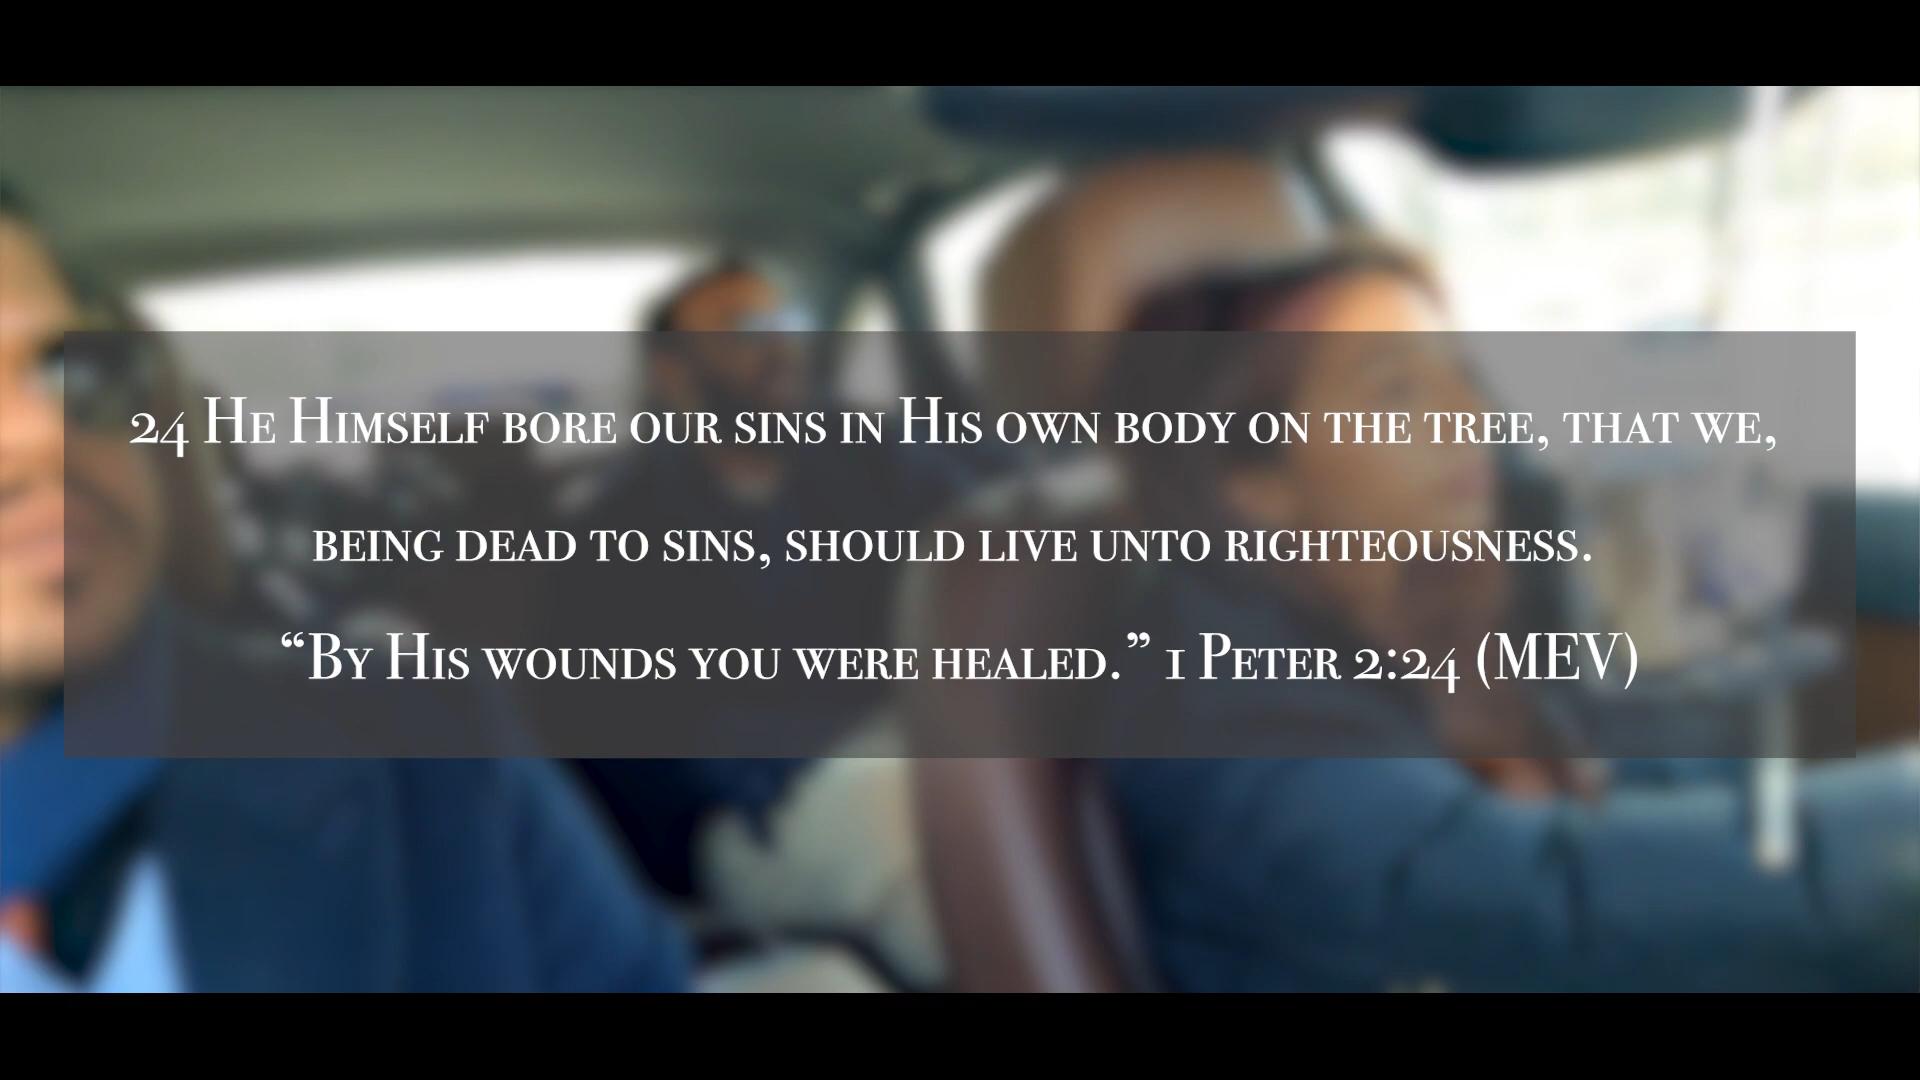 24 He Himself bore our sins in His own body on the tree, that we,
being dead to sins, should live unto righteousness.
“By His wounds you were healed.” 1 Peter 2:24 (MEV)